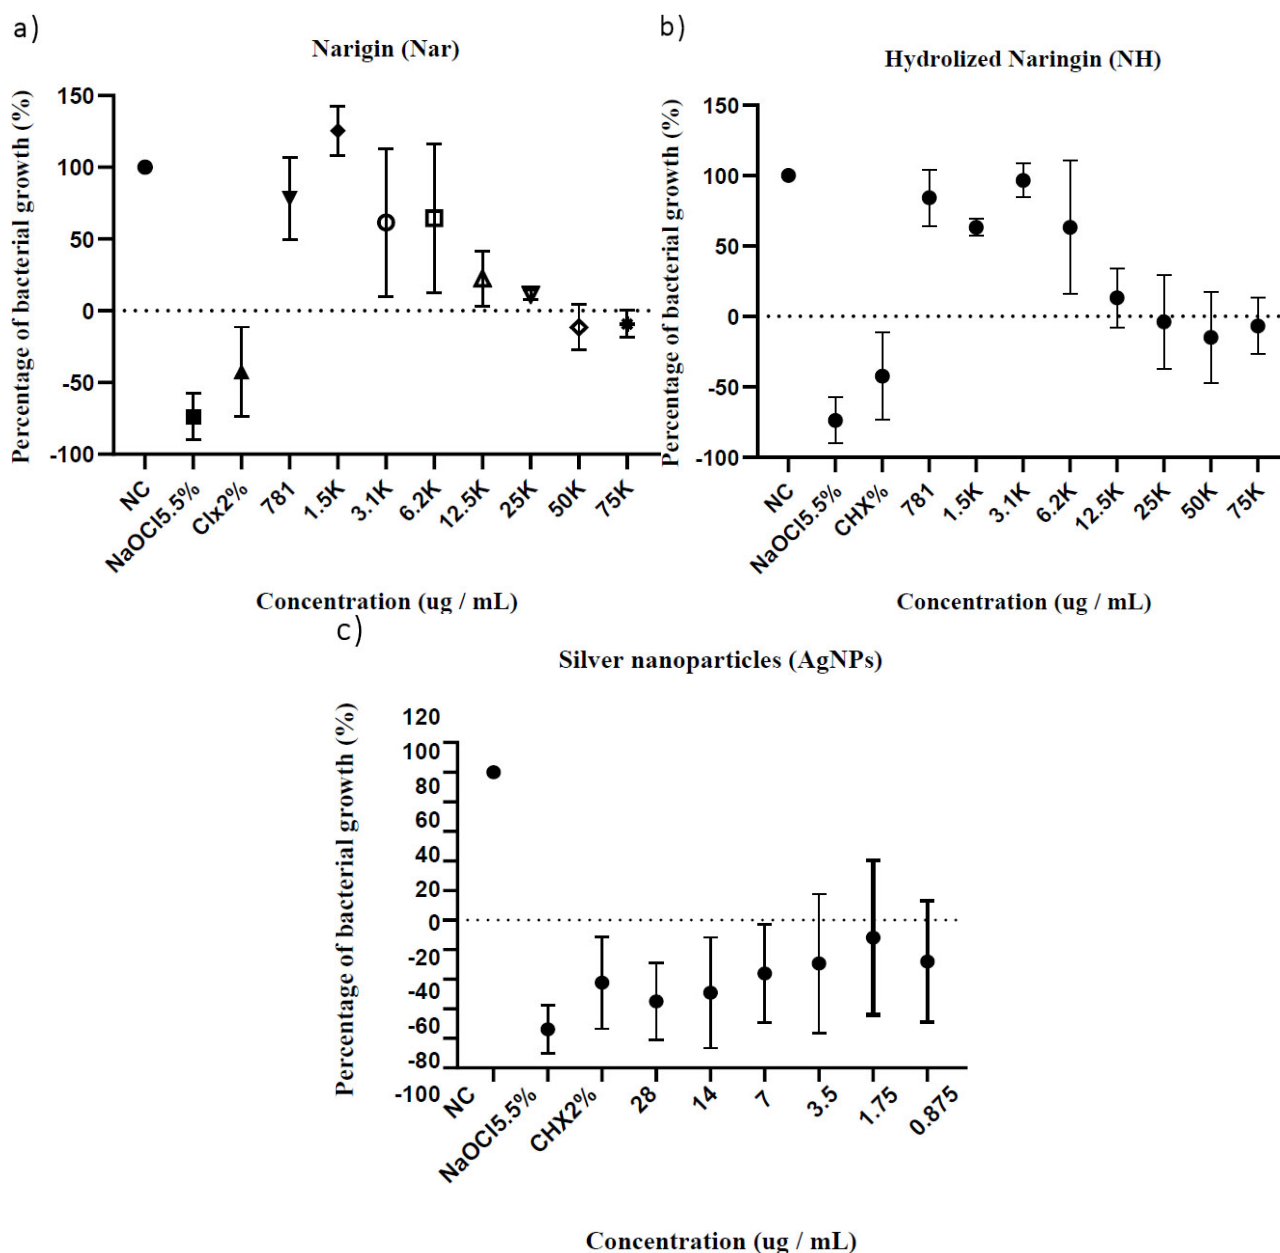 a)
Narigin (Nar)
Percentage of bacterial growth (%)
150
100
50
0
-50
-100
NC
NaOCl5.5%
Clx2%
781
1.5K
3.1K
6.2K
12.5K
25K
50K
75K
Concentration (ug / mL)
b)
Hydrolized Naringin (NH)
Percentage of bacterial growth (%)
150
100
50
0
-50
-100
NC
NaOCl5.5%
CHX%
781
1.5K
3.1K
6.2K
12.5K
25K
50K
75K
Concentration (ug / mL)
c)
Silver nanoparticles (AgNPs)
Percentage of bacterial growth (%)
120
100
80
60
40
20
0
-20
-40
-60
-80
-100
NC
NaOCl5.5%
CHX2%
28
14
7
3.5
1.75
0.875
Concentration (ug / mL)